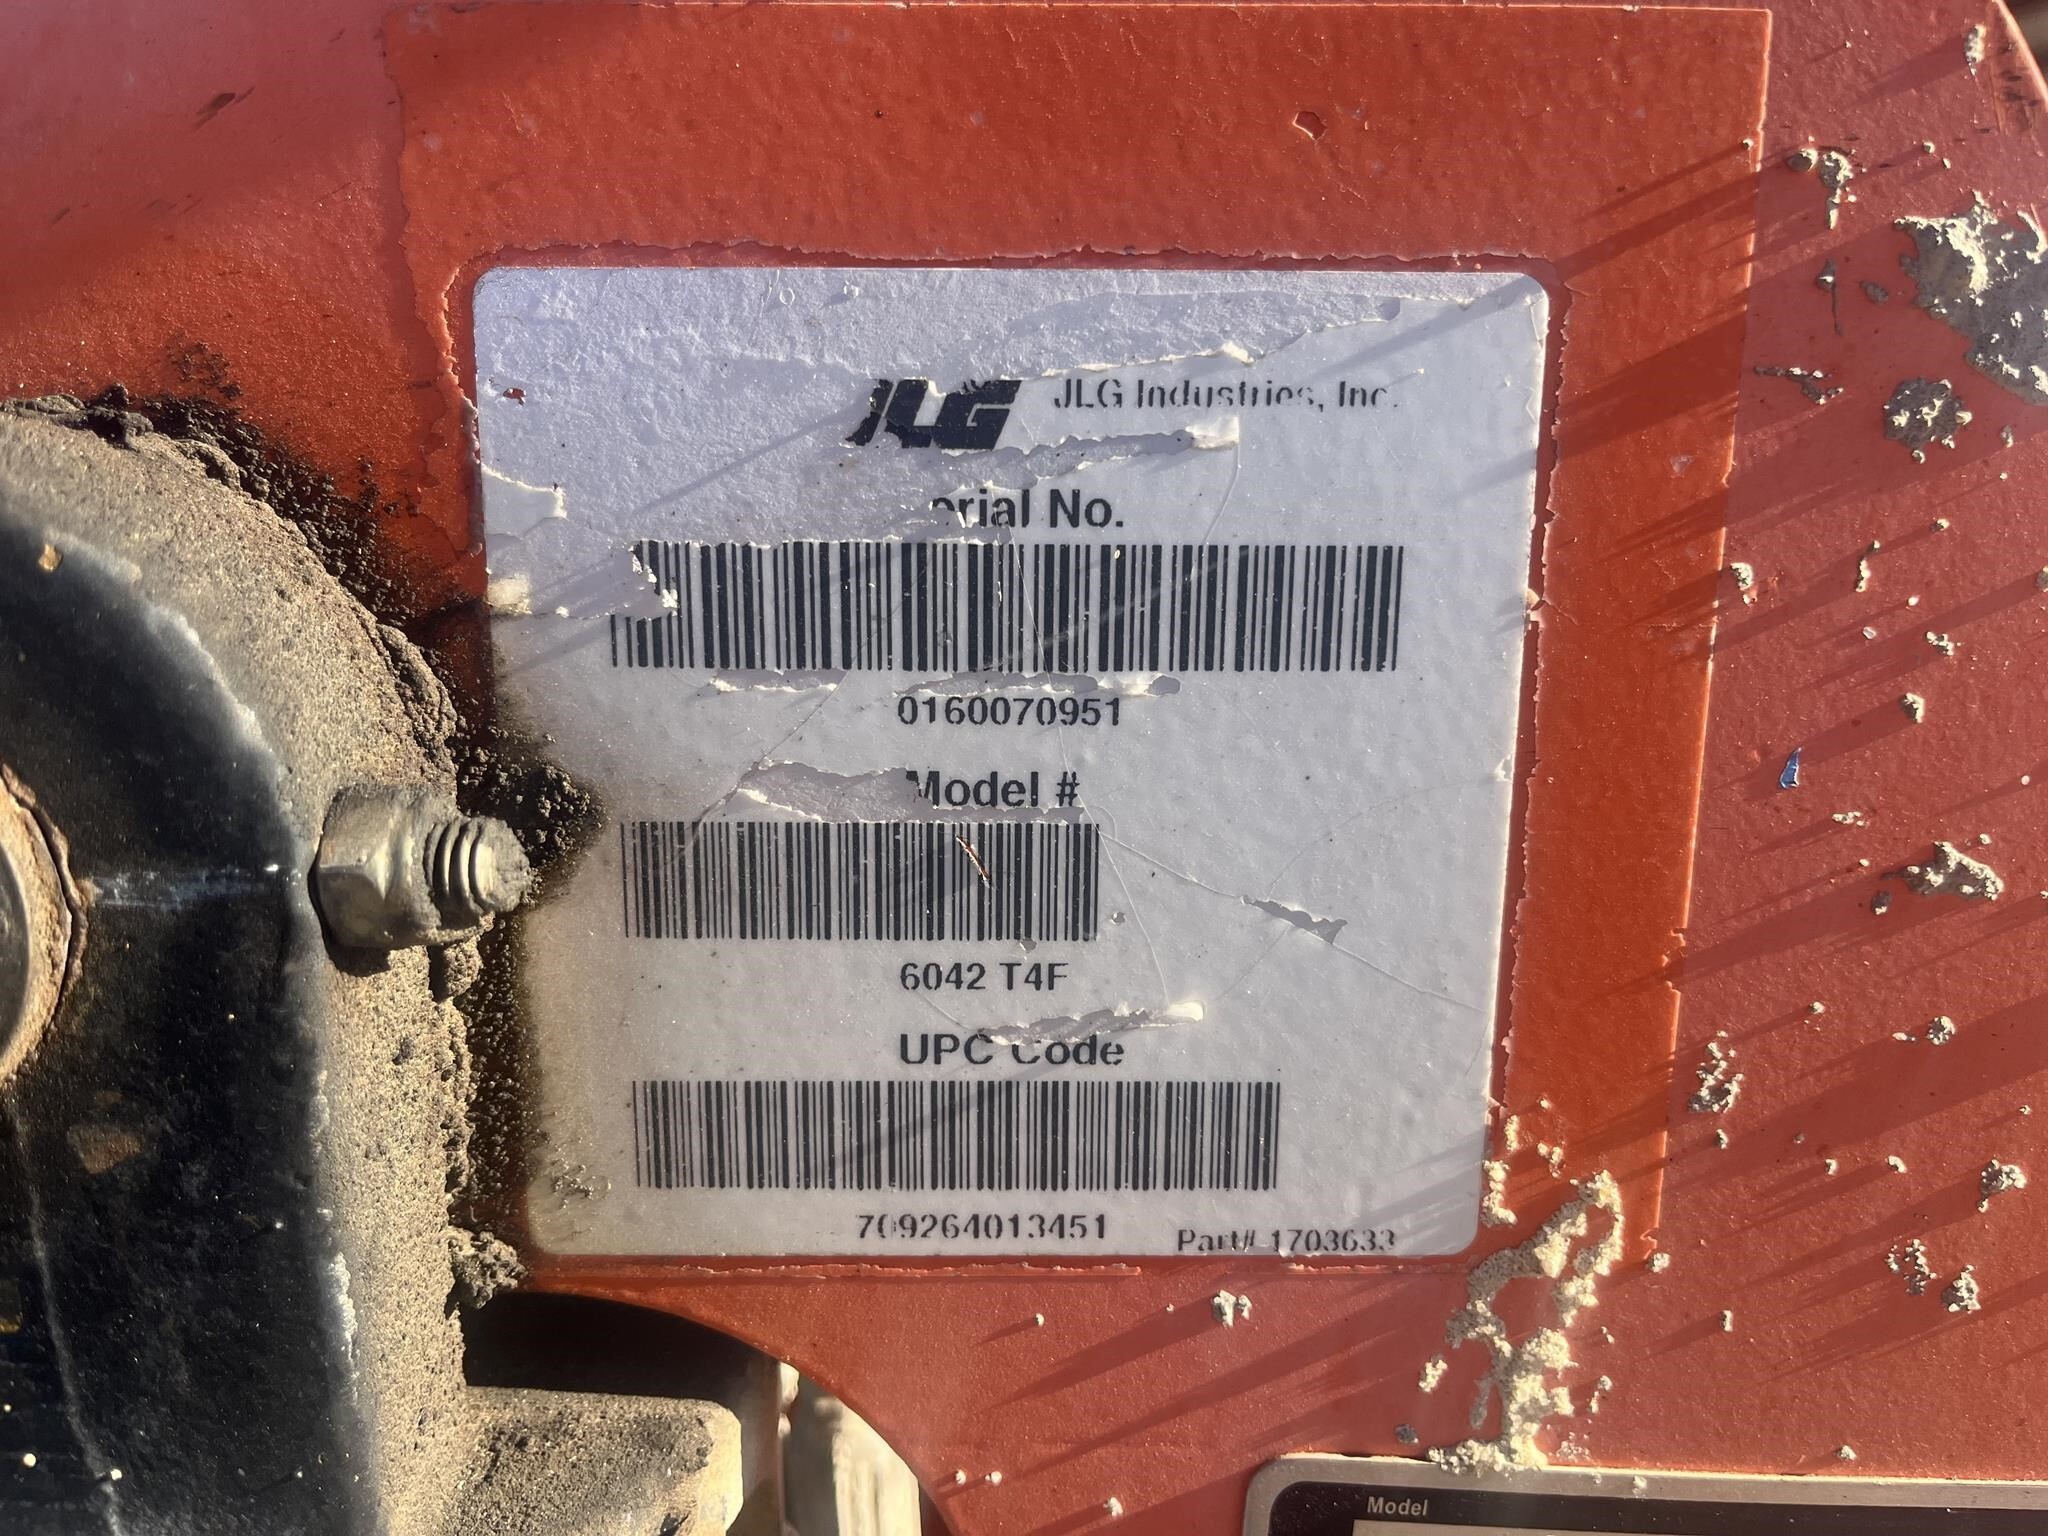 JLG JLG Industries, Inc.
erial No.
0160070951
Model #
6042 T4F
UPC Code
709264013451
Part# 1703633
Model